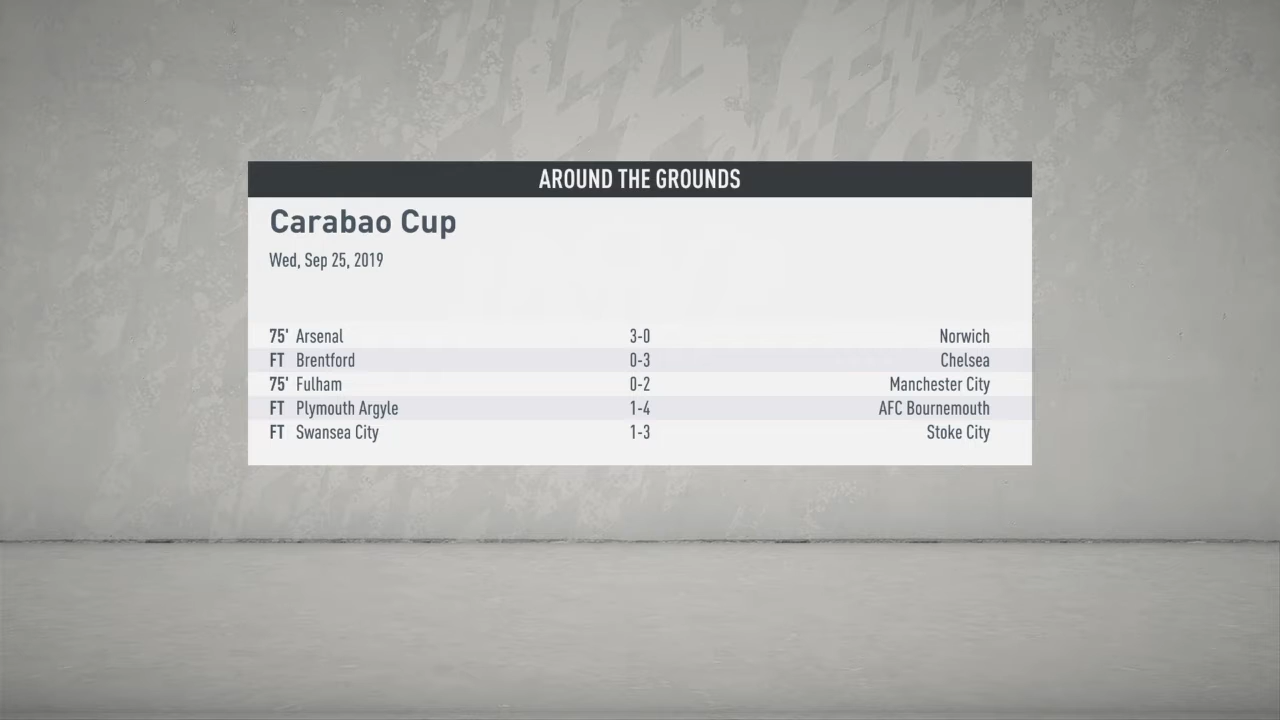 AROUND THE GROUNDS
Carabao Cup
Wed, Sep 25, 2019
75' Arsenal 3-0 Norwich
FT Brentford 0-3 Chelsea
75' Fulham 0-2 Manchester City
FT Plymouth Argyle 1-4 AFC Bournemouth
FT Swansea City 1-3 Stoke City